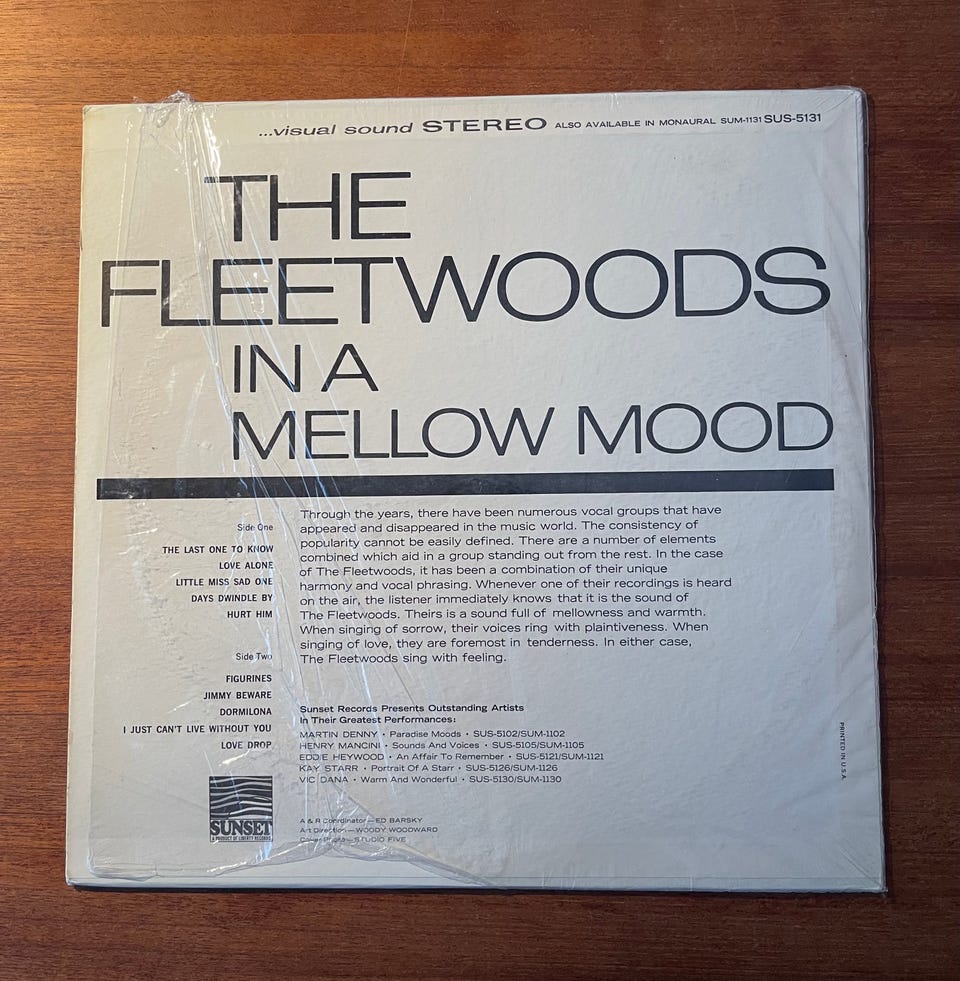 ...visual sound STEREO ALSO AVAILABLE IN MONAURAL SUM-1131 SUS-5131
THE
FLEETWOODS
IN A
MELLOW MOOD
Side One
THE LAST ONE TO KNOW
LOVE ALONE
LITTLE MISS SAD ONE
DAYS DWINDLE BY
HURT HIM
Side Two
FIGURINES
JIMMY BEWARE
DORMILONA
I JUST CAN'T LIVE WITHOUT YOU
LOVE DROP
Through the years, there have been numerous vocal groups that have
appeared and disappeared in the music world. The consistency of
popularity cannot be easily defined. There are a number of elements
combined which aid in a group standing out from the rest. In the case
of The Fleetwoods, it has been a combination of their unique
harmony and vocal phrasing. Whenever one of their recordings is heard
on the air, the listener immediately knows that it is the sound of
The Fleetwoods. Theirs is a sound full of mellowness and warmth.
When singing of sorrow, their voices ring with plaintiveness. When
singing of love, they are foremost in tenderness. In either case,
The Fleetwoods sing with feeling.
Sunset Records Presents Outstanding Artists
In Their Greatest Performances:
MARTIN DENNY • Paradise Moods • SUS-5102/SUM-1102
HENRY MANCINI • Sounds And Voices • SUS-5105/SUM-1105
EDDIE HEYWOOD • An Affair To Remember • SUS-5121/SUM-1121
KAY STARR • Portrait Of A Starr • SUS-5126/SUM-1126
VIC DANA • Warm And Wonderful • SUS-5130/SUM-1130
A & R Coordinator—ED BARSKY
Art Direction—WOODY WOODWARD
Cover Photo—STUDIO FIVE
SUNSET
A PRODUCT OF LIBERTY RECORDS
PRINTED IN U.S.A.